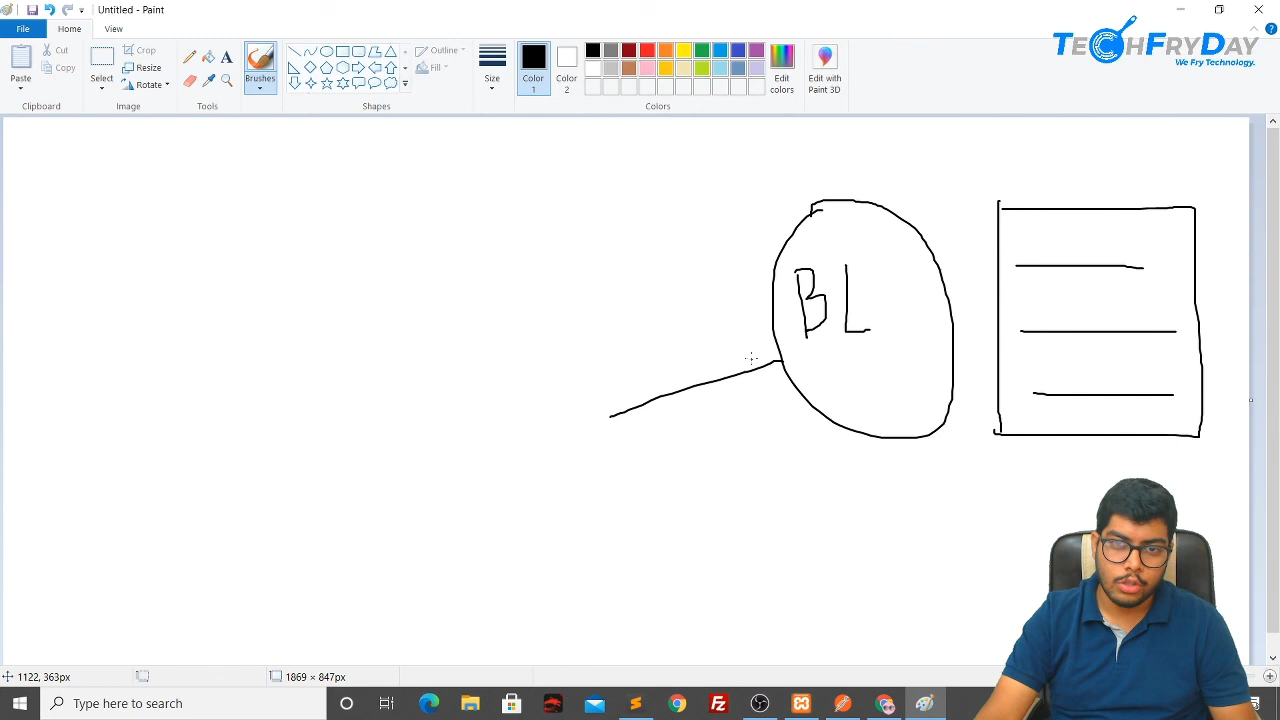 Untitled - Paint
File
Home
View
Paste
Cut
Copy
Clipboard
Select
Crop
Resize
Rotate
Image
Tools
Brushes
Shapes
Outline
Fill
Size
Color
1
Color
2
Edit
colors
Edit with
Paint 3D
Colors
TECHFRYDAY
We Fry Technology.
BL
1122, 363px
1869 × 847px
Type here to search